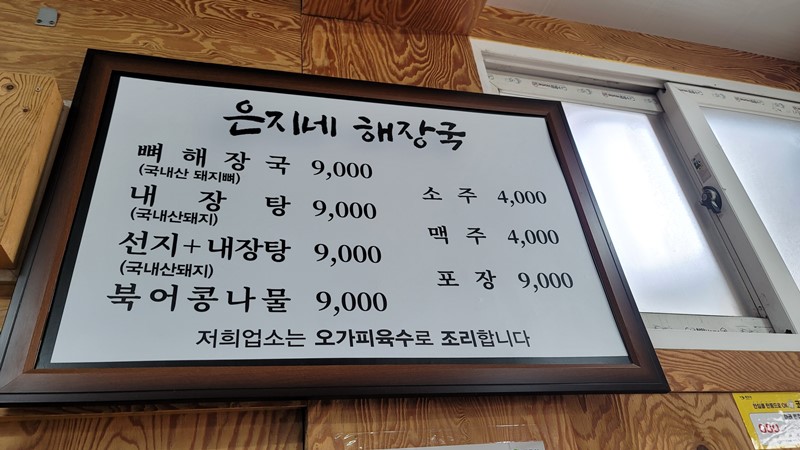 은지네 해장국
뼈 해 장 국 9,000
(국내산 돼지뼈)
내 장 탕 9,000
(국내산돼지)
선지+내장탕 9,000
(국내산돼지)
북어콩나물 9,000
소 주 4,000
맥 주 4,000
포 장 9,000
저희업소는 오가피육수로 조리합니다